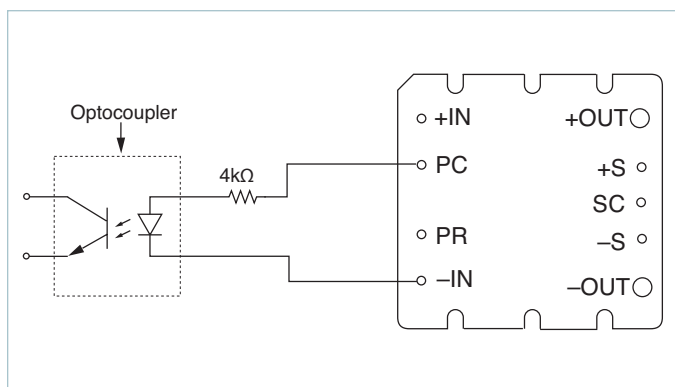 Optocoupler
4kΩ
+IN
PC
PR
–IN
+OUT
+S
SC
–S
–OUT